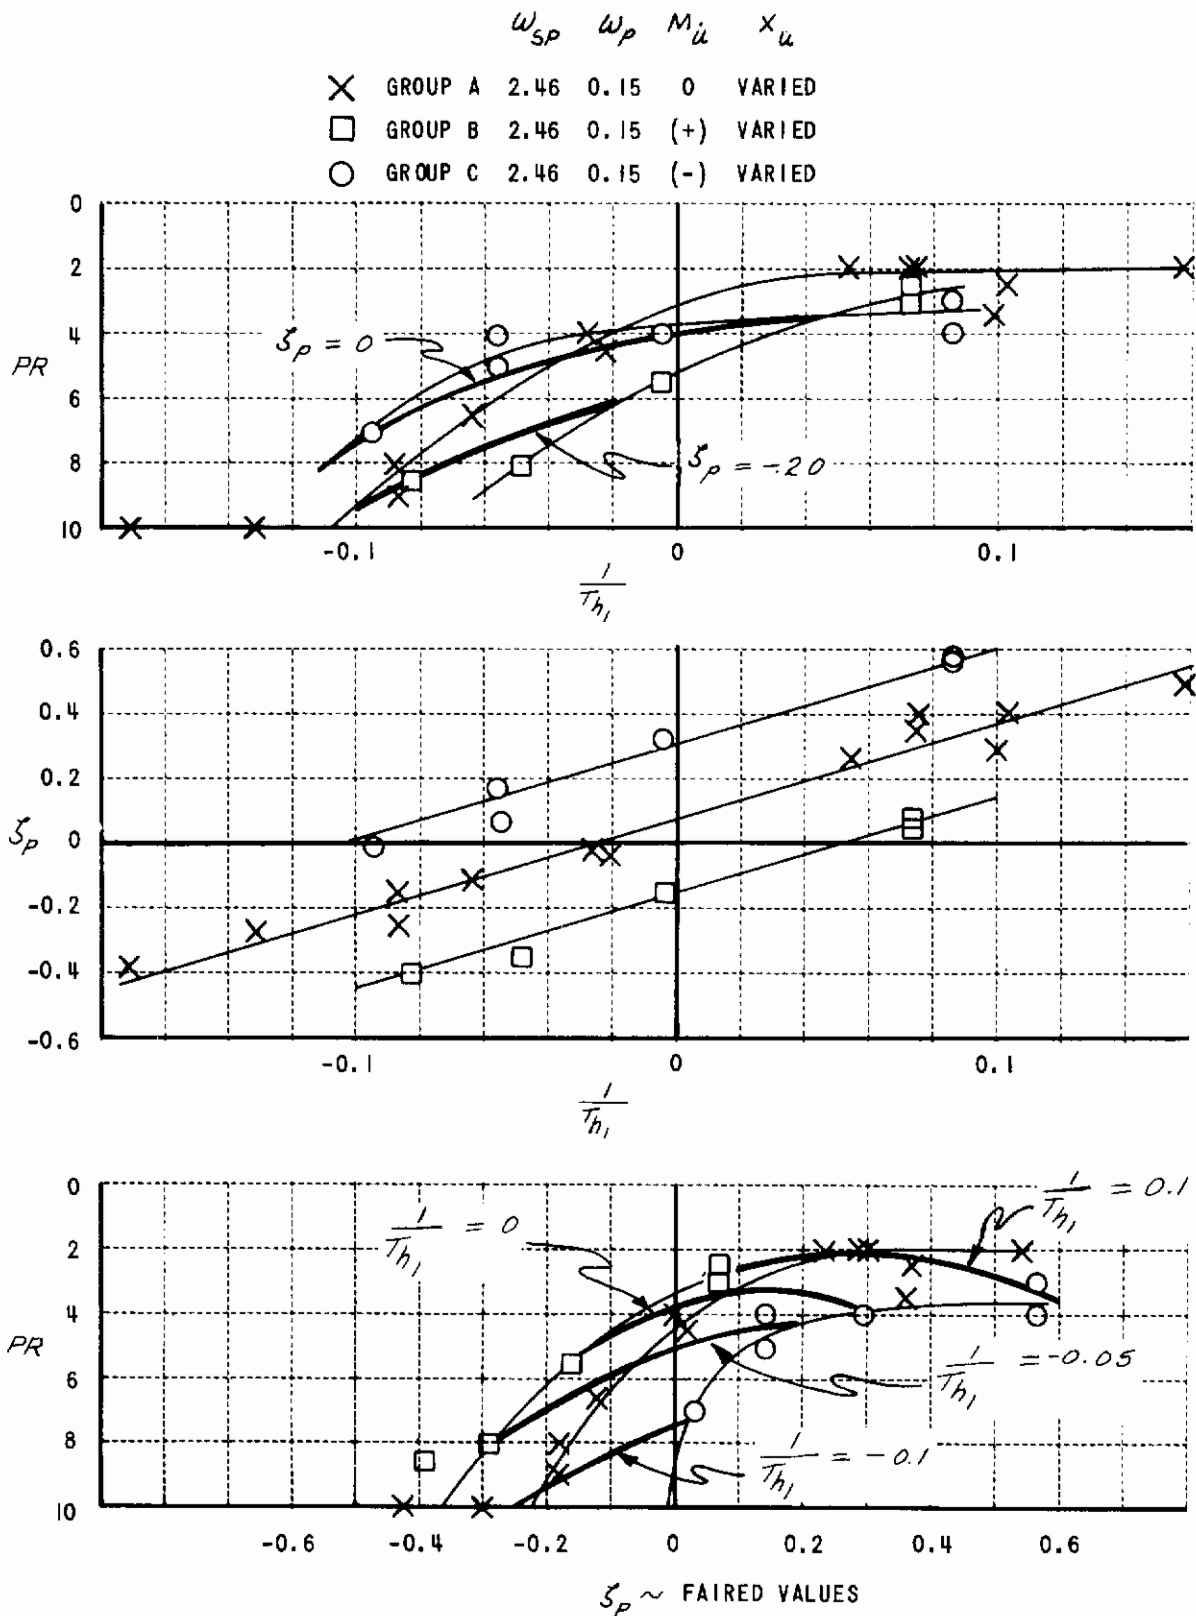 ω_SP ω_P M_u̇ X_u
GROUP A 2.46 0.15 0 VARIED
GROUP B 2.46 0.15 (+) VARIED
GROUP C 2.46 0.15 (-) VARIED
0
2
4
6
8
10
PR
ζ_P = 0
ζ_P = -20
-0.1 0 0.1
1/T_h1
0.6
0.4
0.2
0
-0.2
-0.4
-0.6
ζ_P
-0.1 0 0.1
1/T_h1
0
2
4
6
8
10
PR
1/T_h1 = 0
1/T_h1 = 0.1
1/T_h1 = -0.05
1/T_h1 = -0.1
-0.6 -0.4 -0.2 0 0.2 0.4 0.6
ζ_P ~ FAIRED VALUES